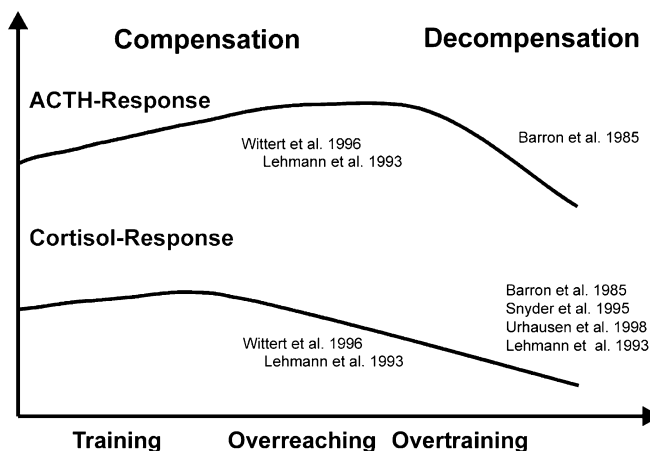 Compensation
Decompensation
ACTH-Response
Wittert et al. 1996
Lehmann et al. 1993
Barron et al. 1985
Cortisol-Response
Wittert et al. 1996
Lehmann et al. 1993
Barron et al. 1985
Snyder et al. 1995
Urhausen et al. 1998
Lehmann et al. 1993
Training
Overreaching
Overtraining